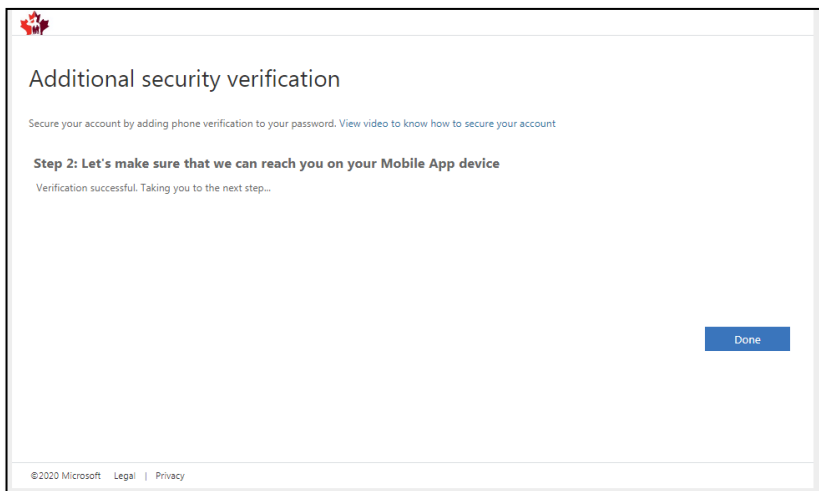 Additional security verification
Secure your account by adding phone verification to your password. View video to know how to secure your account
Step 2: Let's make sure that we can reach you on your Mobile App device
Verification successful. Taking you to the next step...
Done
©2020 Microsoft Legal | Privacy